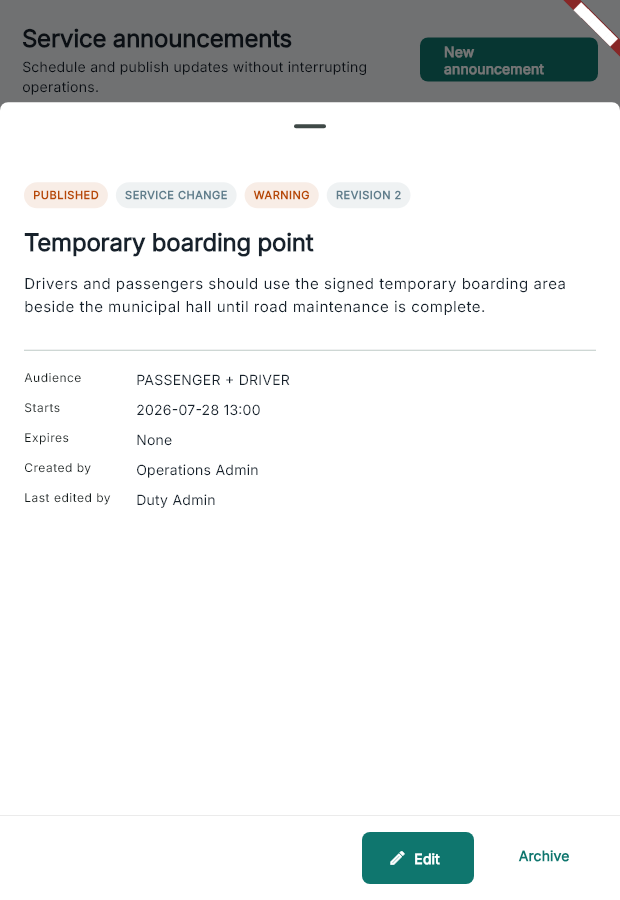 Service announcements
Schedule and publish updates without interrupting
operations.
New
announcement
PUBLISHED SERVICE CHANGE WARNING REVISION 2
Temporary boarding point
Drivers and passengers should use the signed temporary boarding area
beside the municipal hall until road maintenance is complete.
Audience PASSENGER + DRIVER
Starts 2026-07-28 13:00
Expires None
Created by Operations Admin
Last edited by Duty Admin
Edit Archive